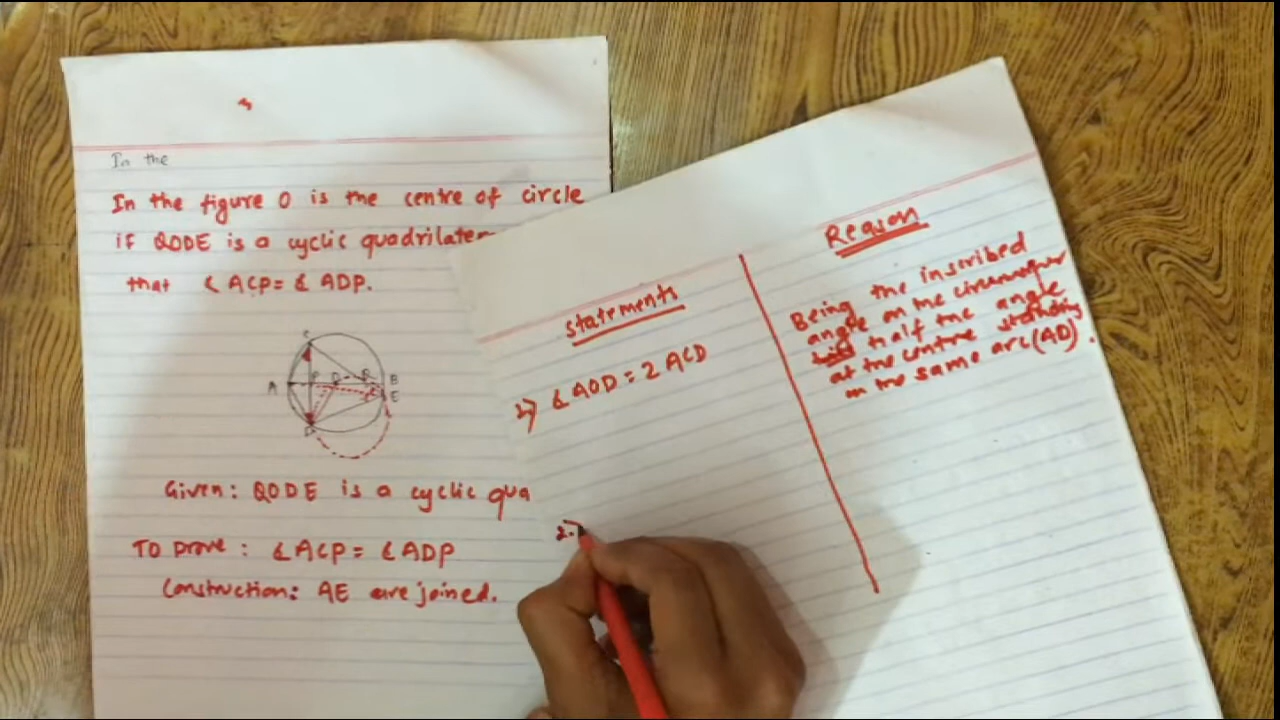 In the
In the figure O is the centre of circle
if QODE is a cyclic quadrilater
that ∠ACP = ∠ADP.
C
A P O Q B
E
D
Given: QODE is a cyclic qua
To prove: ∠ACP = ∠ADP
Construction: AE are joined.
statements
1) ∠AOD = 2 ACD
2.)
Reason
Being the inscribed
angle on the circumfer
half the angle
at the centre standing
on the same arc (AD).